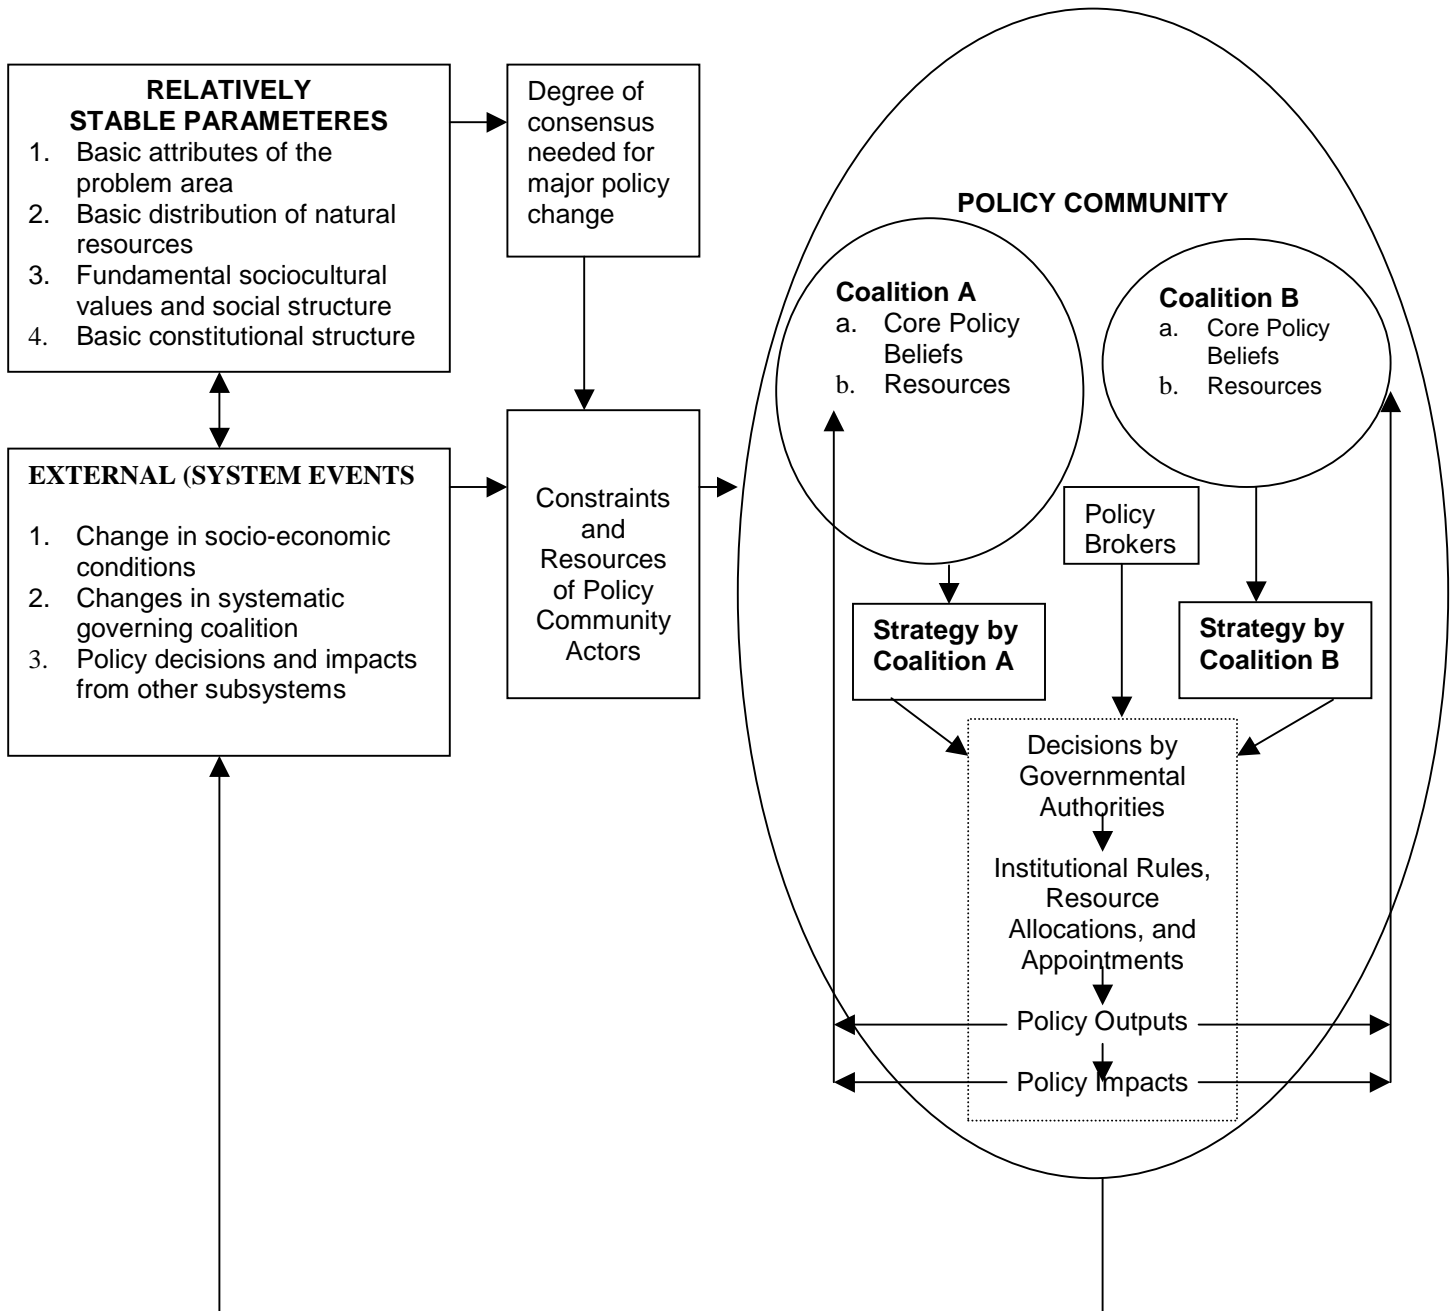 RELATIVELY
STABLE PARAMETERES
1. Basic attributes of the
problem area
2. Basic distribution of natural
resources
3. Fundamental sociocultural
values and social structure
4. Basic constitutional structure
Degree of
consensus
needed for
major policy
change
EXTERNAL (SYSTEM EVENTS
1. Change in socio-economic
conditions
2. Changes in systematic
governing coalition
3. Policy decisions and impacts
from other subsystems
Constraints
and
Resources
of Policy
Community
Actors
POLICY COMMUNITY
Coalition A
a. Core Policy
Beliefs
b. Resources
Coalition B
a. Core Policy
Beliefs
b. Resources
Policy
Brokers
Strategy by
Coalition A
Strategy by
Coalition B
Decisions by
Governmental
Authorities
Institutional Rules,
Resource
Allocations, and
Appointments
Policy Outputs
Policy Impacts